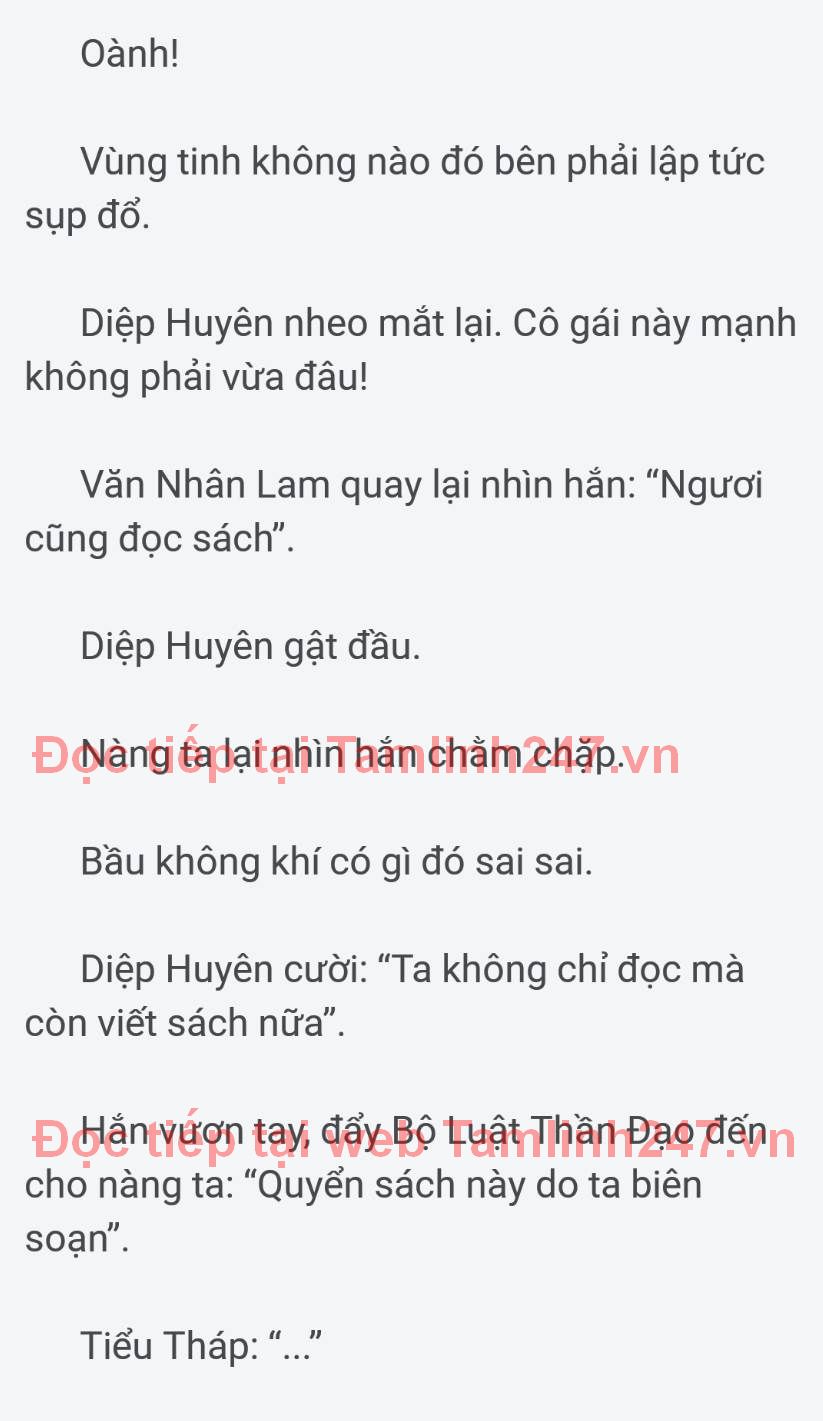 Oành!
Vùng tinh không nào đó bên phải lập tức
sụp đổ.
Diệp Huyên nheo mắt lại. Cô gái này mạnh
không phải vừa đâu!
Văn Nhân Lam quay lại nhìn hắn: “Ngươi
cũng đọc sách”.
Diệp Huyên gật đầu.
Nàng ta lại nhìn hắn chằm chặp.
Đọc tiếp tại Tamlinh247.vn
Bầu không khí có gì đó sai sai.
Diệp Huyên cười: “Ta không chỉ đọc mà
còn viết sách nữa”.
Hắn vươn tay, đẩy Bộ Luật Thần Đạo đến
Đọc tiếp tại web Tamlinh247.vn
cho nàng ta: “Quyển sách này do ta biên
soạn”.
Tiểu Tháp: “...”